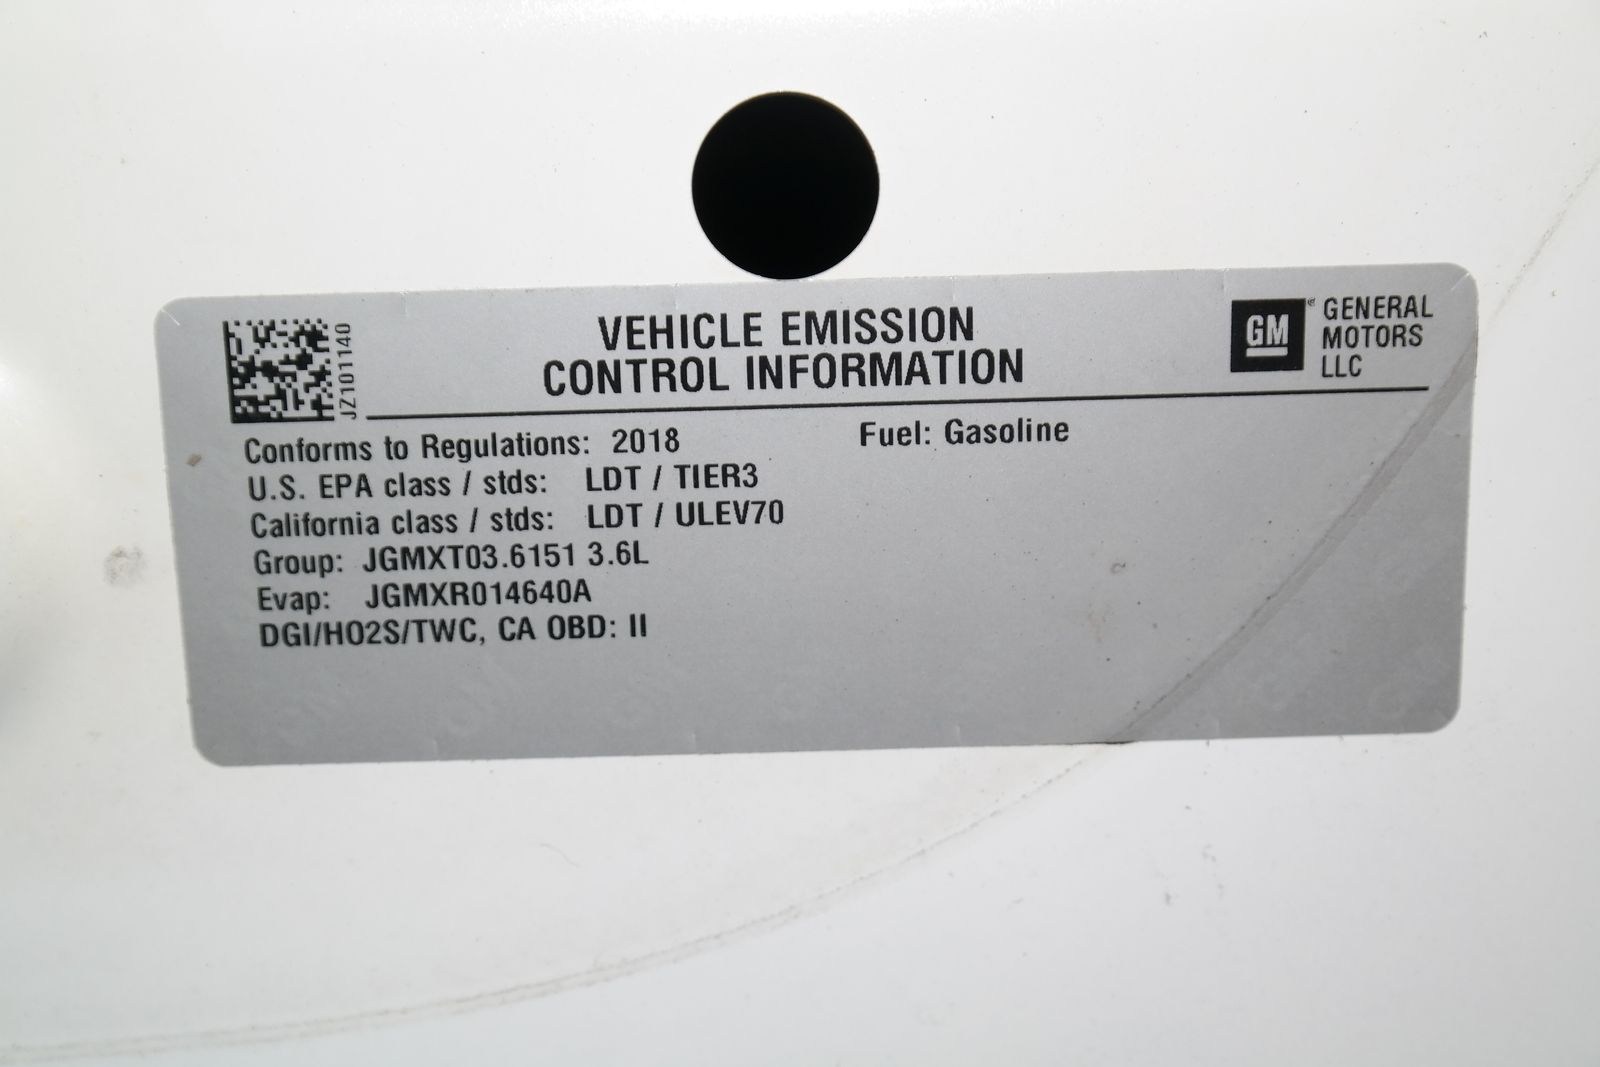 JZ101140
VEHICLE EMISSION
CONTROL INFORMATION
GM
GENERAL
MOTORS
LLC
Conforms to Regulations: 2018 Fuel: Gasoline
U.S. EPA class / stds: LDT / TIER3
California class / stds: LDT / ULEV70
Group: JGMXT03.6151 3.6L
Evap: JGMXR014640A
DGI/HO2S/TWC, CA OBD: II